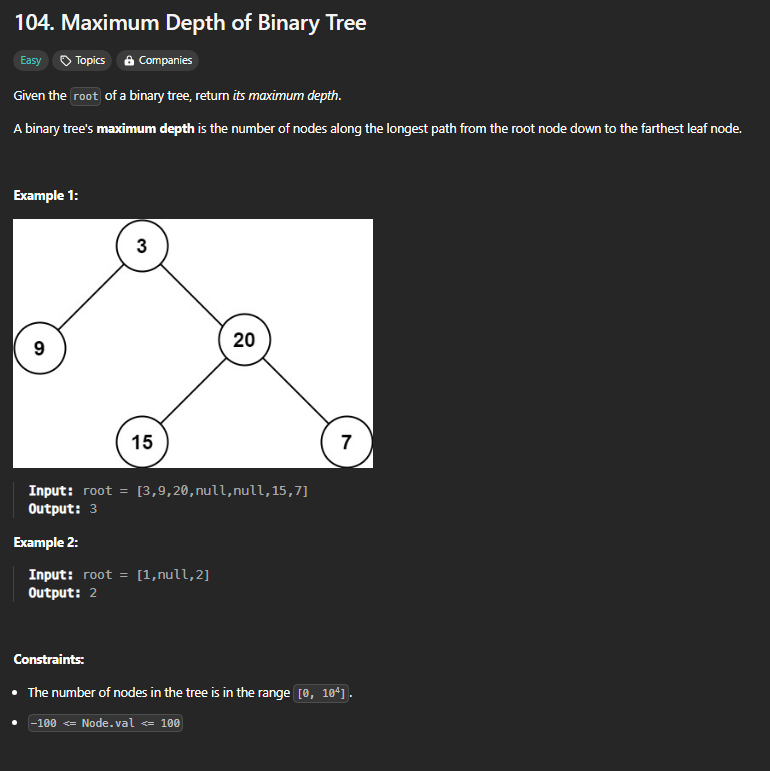 104. Maximum Depth of Binary Tree
Easy Topics Companies
Given the root of a binary tree, return its maximum depth.
A binary tree's maximum depth is the number of nodes along the longest path from the root node down to the farthest leaf node.
Example 1:
3
9
20
15
7
Input: root = [3,9,20,null,null,15,7]
Output: 3
Example 2:
Input: root = [1,null,2]
Output: 2
Constraints:
• The number of nodes in the tree is in the range [0, 10⁴].
• -100 <= Node.val <= 100